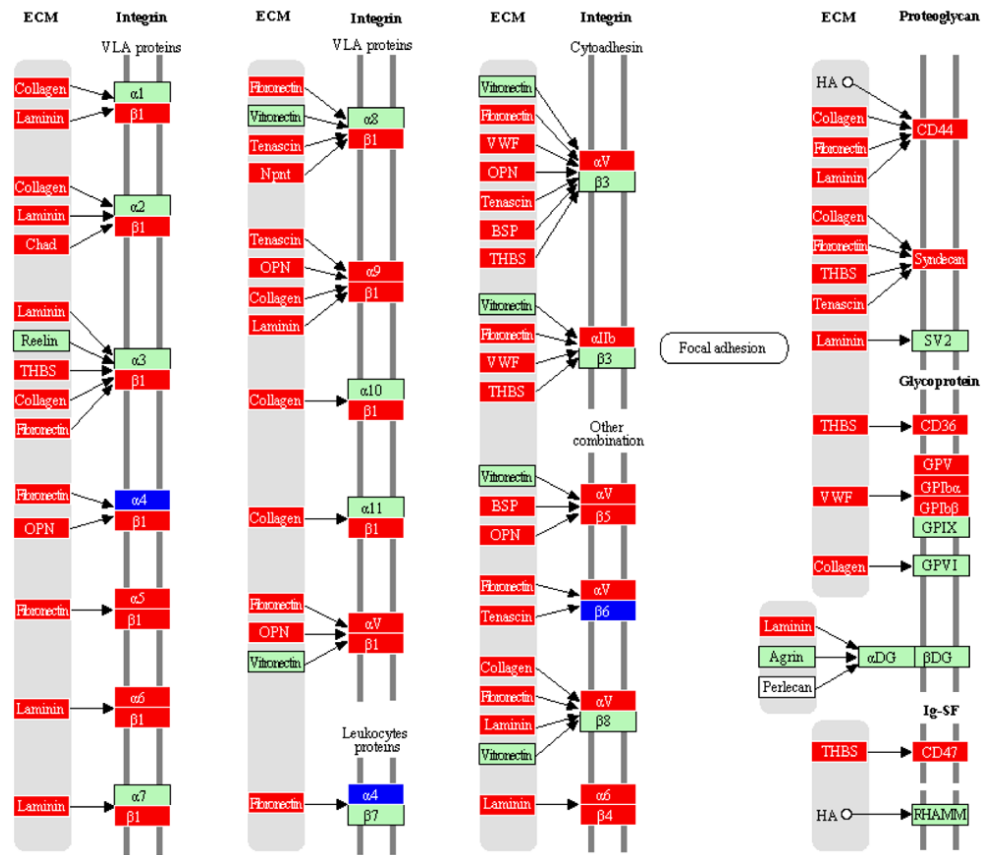 ECM Integrin
VLA proteins
Collagen
Laminin
α1
β1
Collagen
Laminin
Chad
α2
β1
Laminin
Reelin
THBS
Collagen
Fibronectin
α3
β1
Fibronectin
OPN
α4
β1
Fibronectin
α5
β1
Laminin
α6
β1
Laminin
α7
β1
ECM Integrin
VLA proteins
Fibronectin
Vitronectin
Tenascin
Npnt
α8
β1
Tenascin
OPN
Collagen
Laminin
α9
β1
Collagen
α10
β1
Collagen
α11
β1
Fibronectin
OPN
Vitronectin
αV
β1
Leukocytes
proteins
Fibronectin
α4
β7
ECM Integrin
Cytoadhesin
Vitronectin
Fibronectin
VWF
OPN
Tenascin
BSP
THBS
αV
β3
Vitronectin
Fibronectin
VWF
THBS
αIIb
β3
Other
combination
Vitronectin
BSP
OPN
αV
β5
Fibronectin
Tenascin
αV
β6
Collagen
Fibronectin
Laminin
Vitronectin
αV
β8
Laminin
α6
β4
Focal adhesion
ECM Proteoglycan
HA
Collagen
Fibronectin
Laminin
CD44
Collagen
Fibronectin
THBS
Tenascin
Syndecan
Laminin
SV2
Glycoprotein
THBS
CD36
VWF
GPV
GPIbα
GPIbβ
GPIX
Collagen
GPVI
Laminin
Agrin
Perlecan
αDG βDG
Ig-SF
THBS
CD47
HA
RHAMM